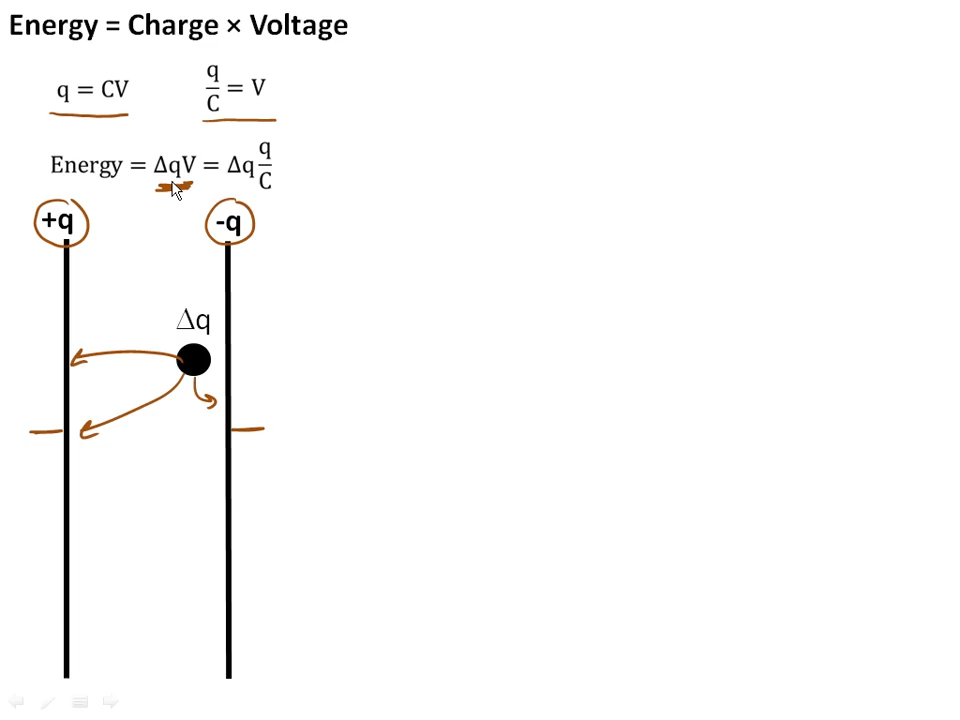 Energy = Charge × Voltage
q = CV
q/C = V
Energy = ΔqV = Δq q/C
+q
-q
Δq